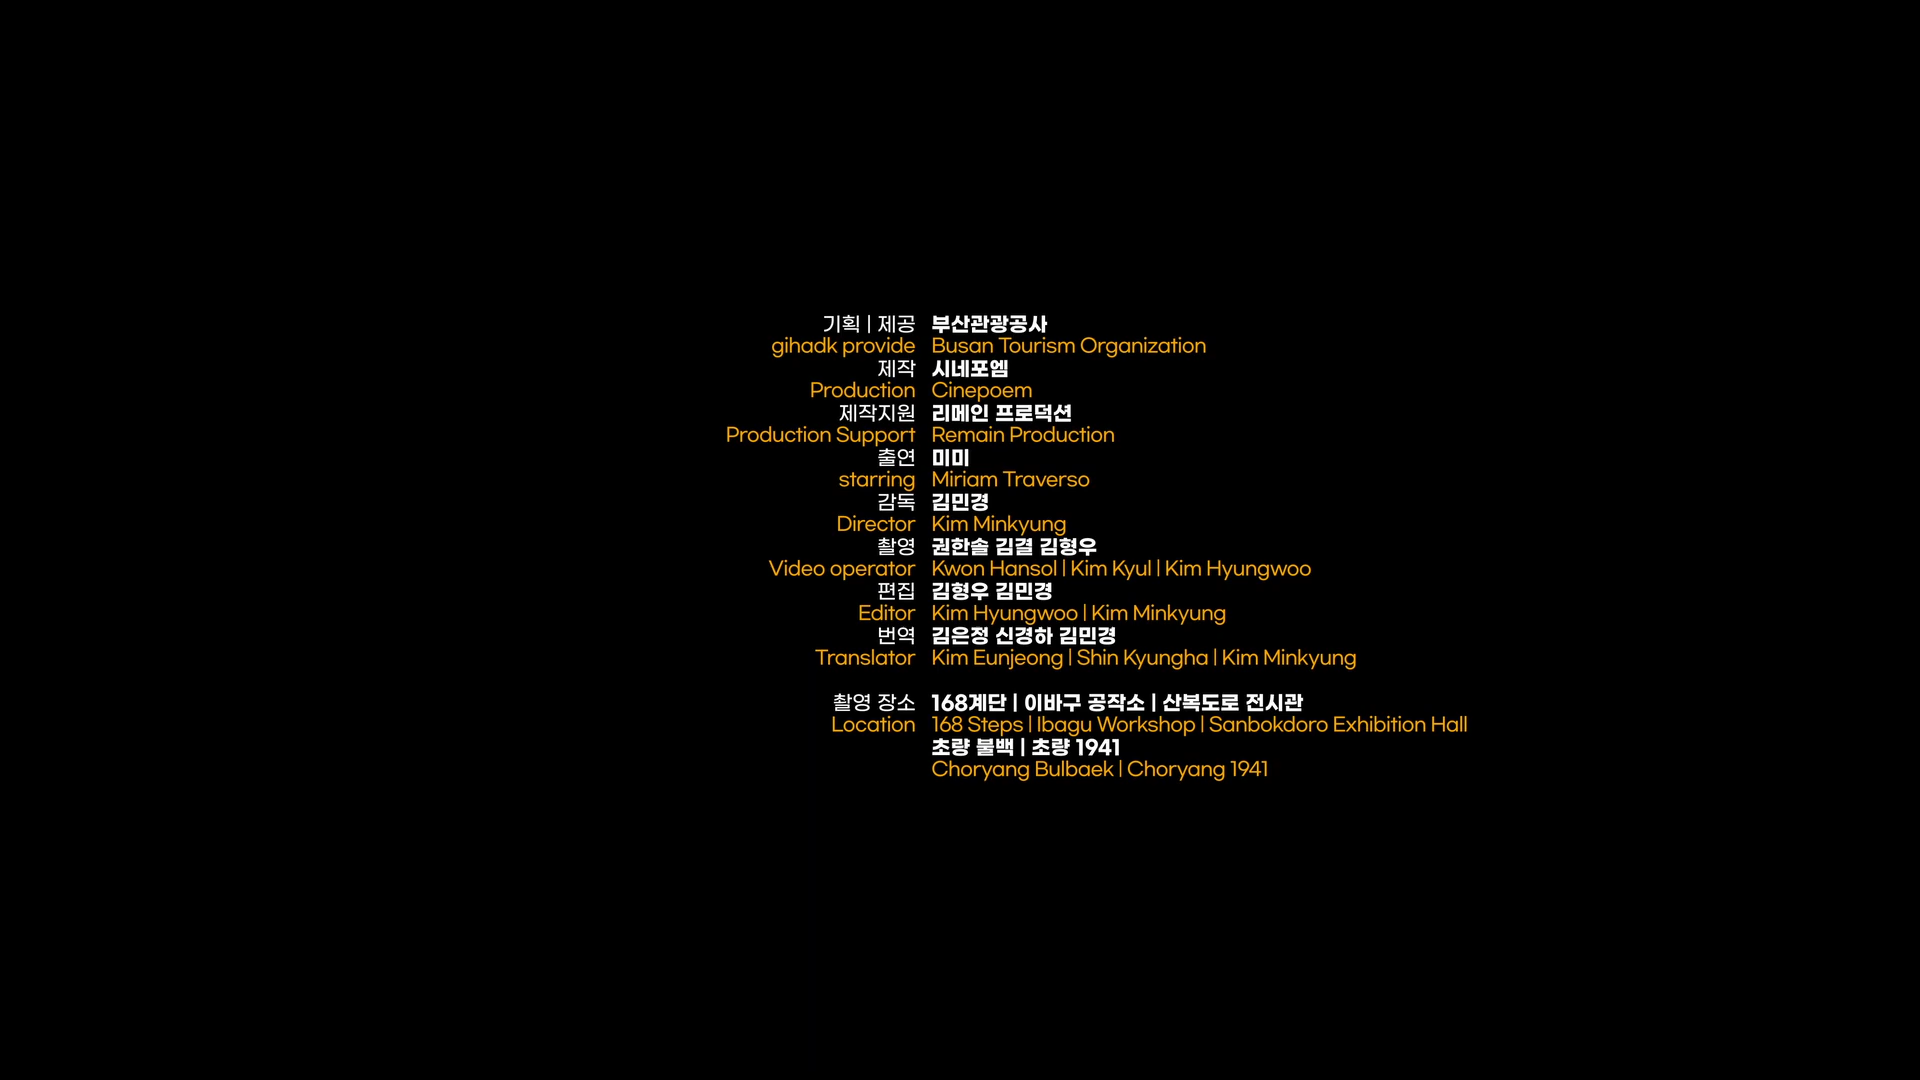 기획 | 제공 부산관광공사
gihadk provide Busan Tourism Organization
제작 시네포엠
Production Cinepoem
제작지원 리메인 프로덕션
Production Support Remain Production
출연 미미
starring Miriam Traverso
감독 김민경
Director Kim Minkyung
촬영 권한솔 김결 김형우
Video operator Kwon Hansol | Kim Kyul | Kim Hyungwoo
편집 김형우 김민경
Editor Kim Hyungwoo | Kim Minkyung
번역 김은정 신경하 김민경
Translator Kim Eunjeong | Shin Kyungha | Kim Minkyung
촬영 장소 168계단 | 이바구 공작소 | 산복도로 전시관
Location 168 Steps | Ibagu Workshop | Sanbokdoro Exhibition Hall
초량 불백 | 초량 1941
Choryang Bulbaek | Choryang 1941